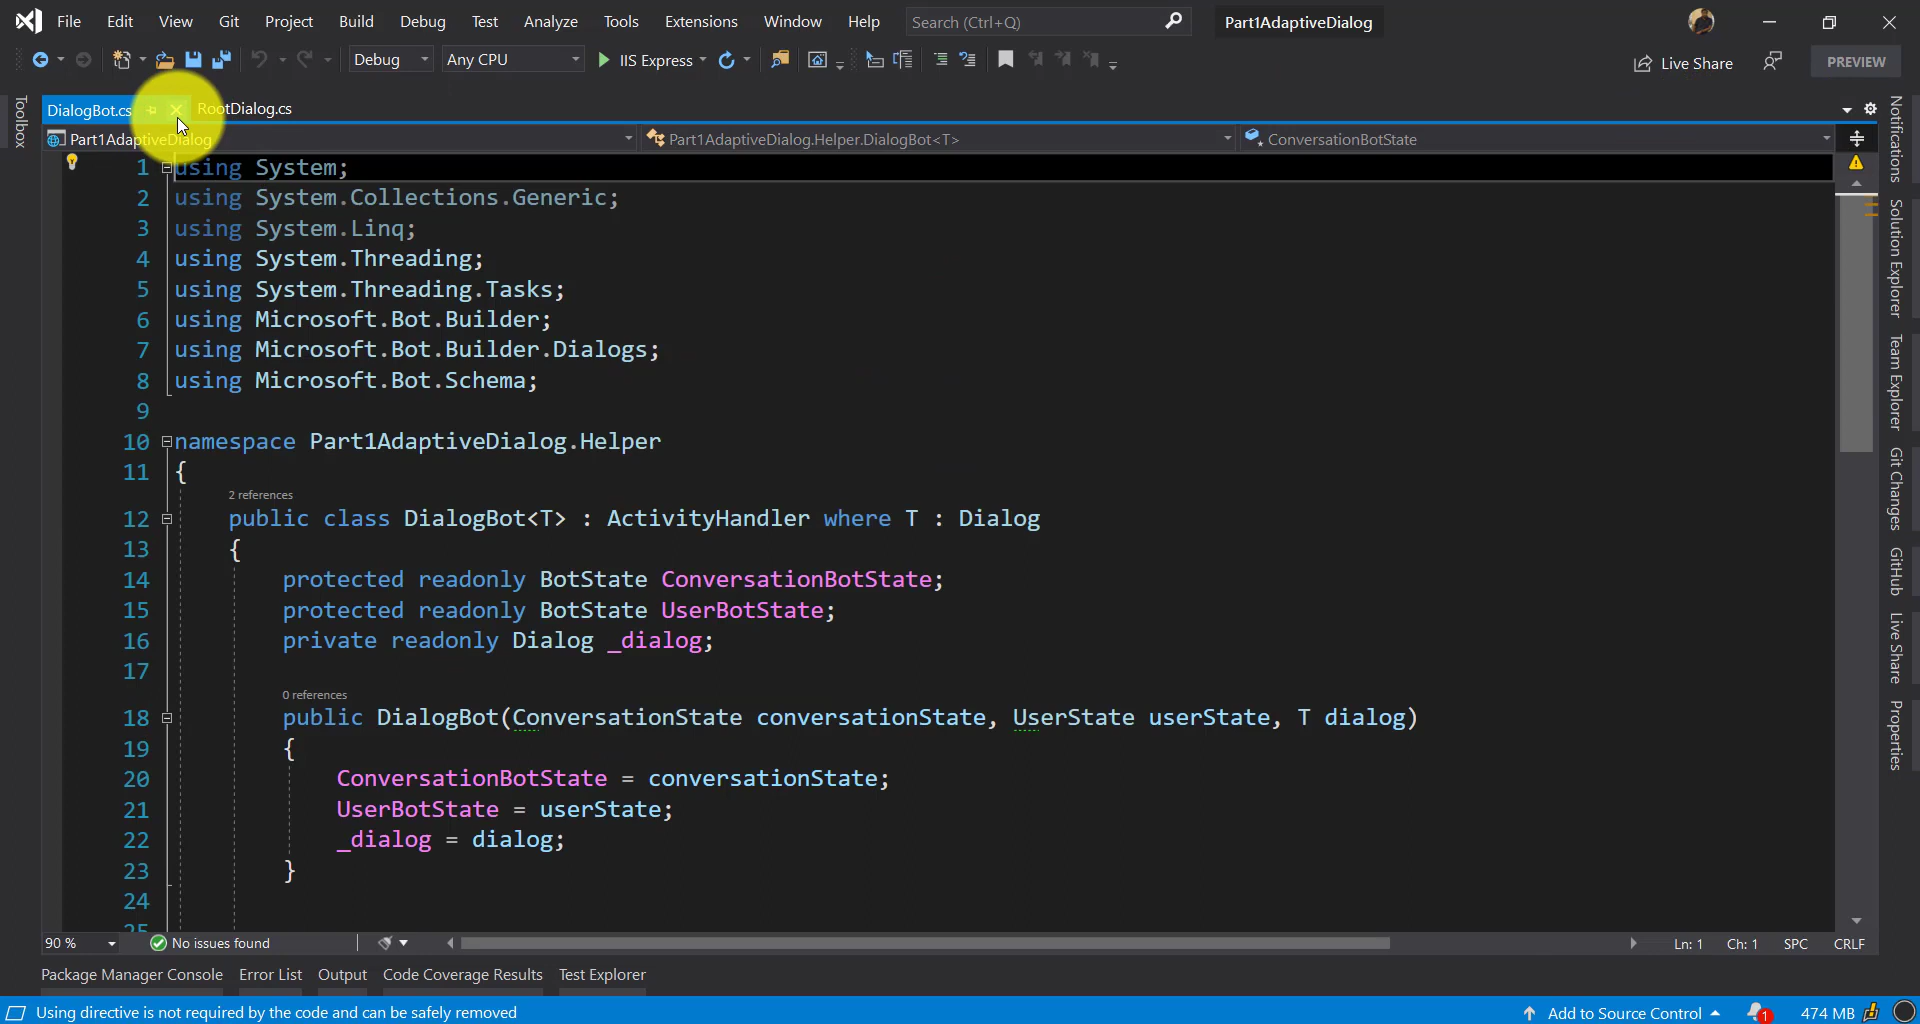 File Edit View Git Project Build Debug Test Analyze Tools Extensions Window Help Search (Ctrl+Q) Part1AdaptiveDialog
Debug Any CPU IIS Express Live Share PREVIEW
Toolbox
DialogBot.cs RootDialog.cs
Part1AdaptiveDialog Part1AdaptiveDialog.Helper.DialogBot<T> ConversationBotState
1 using System;
2 using System.Collections.Generic;
3 using System.Linq;
4 using System.Threading;
5 using System.Threading.Tasks;
6 using Microsoft.Bot.Builder;
7 using Microsoft.Bot.Builder.Dialogs;
8 using Microsoft.Bot.Schema;
9
10 namespace Part1AdaptiveDialog.Helper
11 {
2 references
12 public class DialogBot<T> : ActivityHandler where T : Dialog
13 {
14 protected readonly BotState ConversationBotState;
15 protected readonly BotState UserBotState;
16 private readonly Dialog _dialog;
17
0 references
18 public DialogBot(ConversationState conversationState, UserState userState, T dialog)
19 {
20 ConversationBotState = conversationState;
21 UserBotState = userState;
22 _dialog = dialog;
23 }
24
25
Notifications
Solution Explorer
Team Explorer
Git Changes
GitHub
Live Share
Properties
90 % No issues found Ln: 1 Ch: 1 SPC CRLF
Package Manager Console Error List Output Code Coverage Results Test Explorer
Using directive is not required by the code and can be safely removed Add to Source Control 1 474 MB